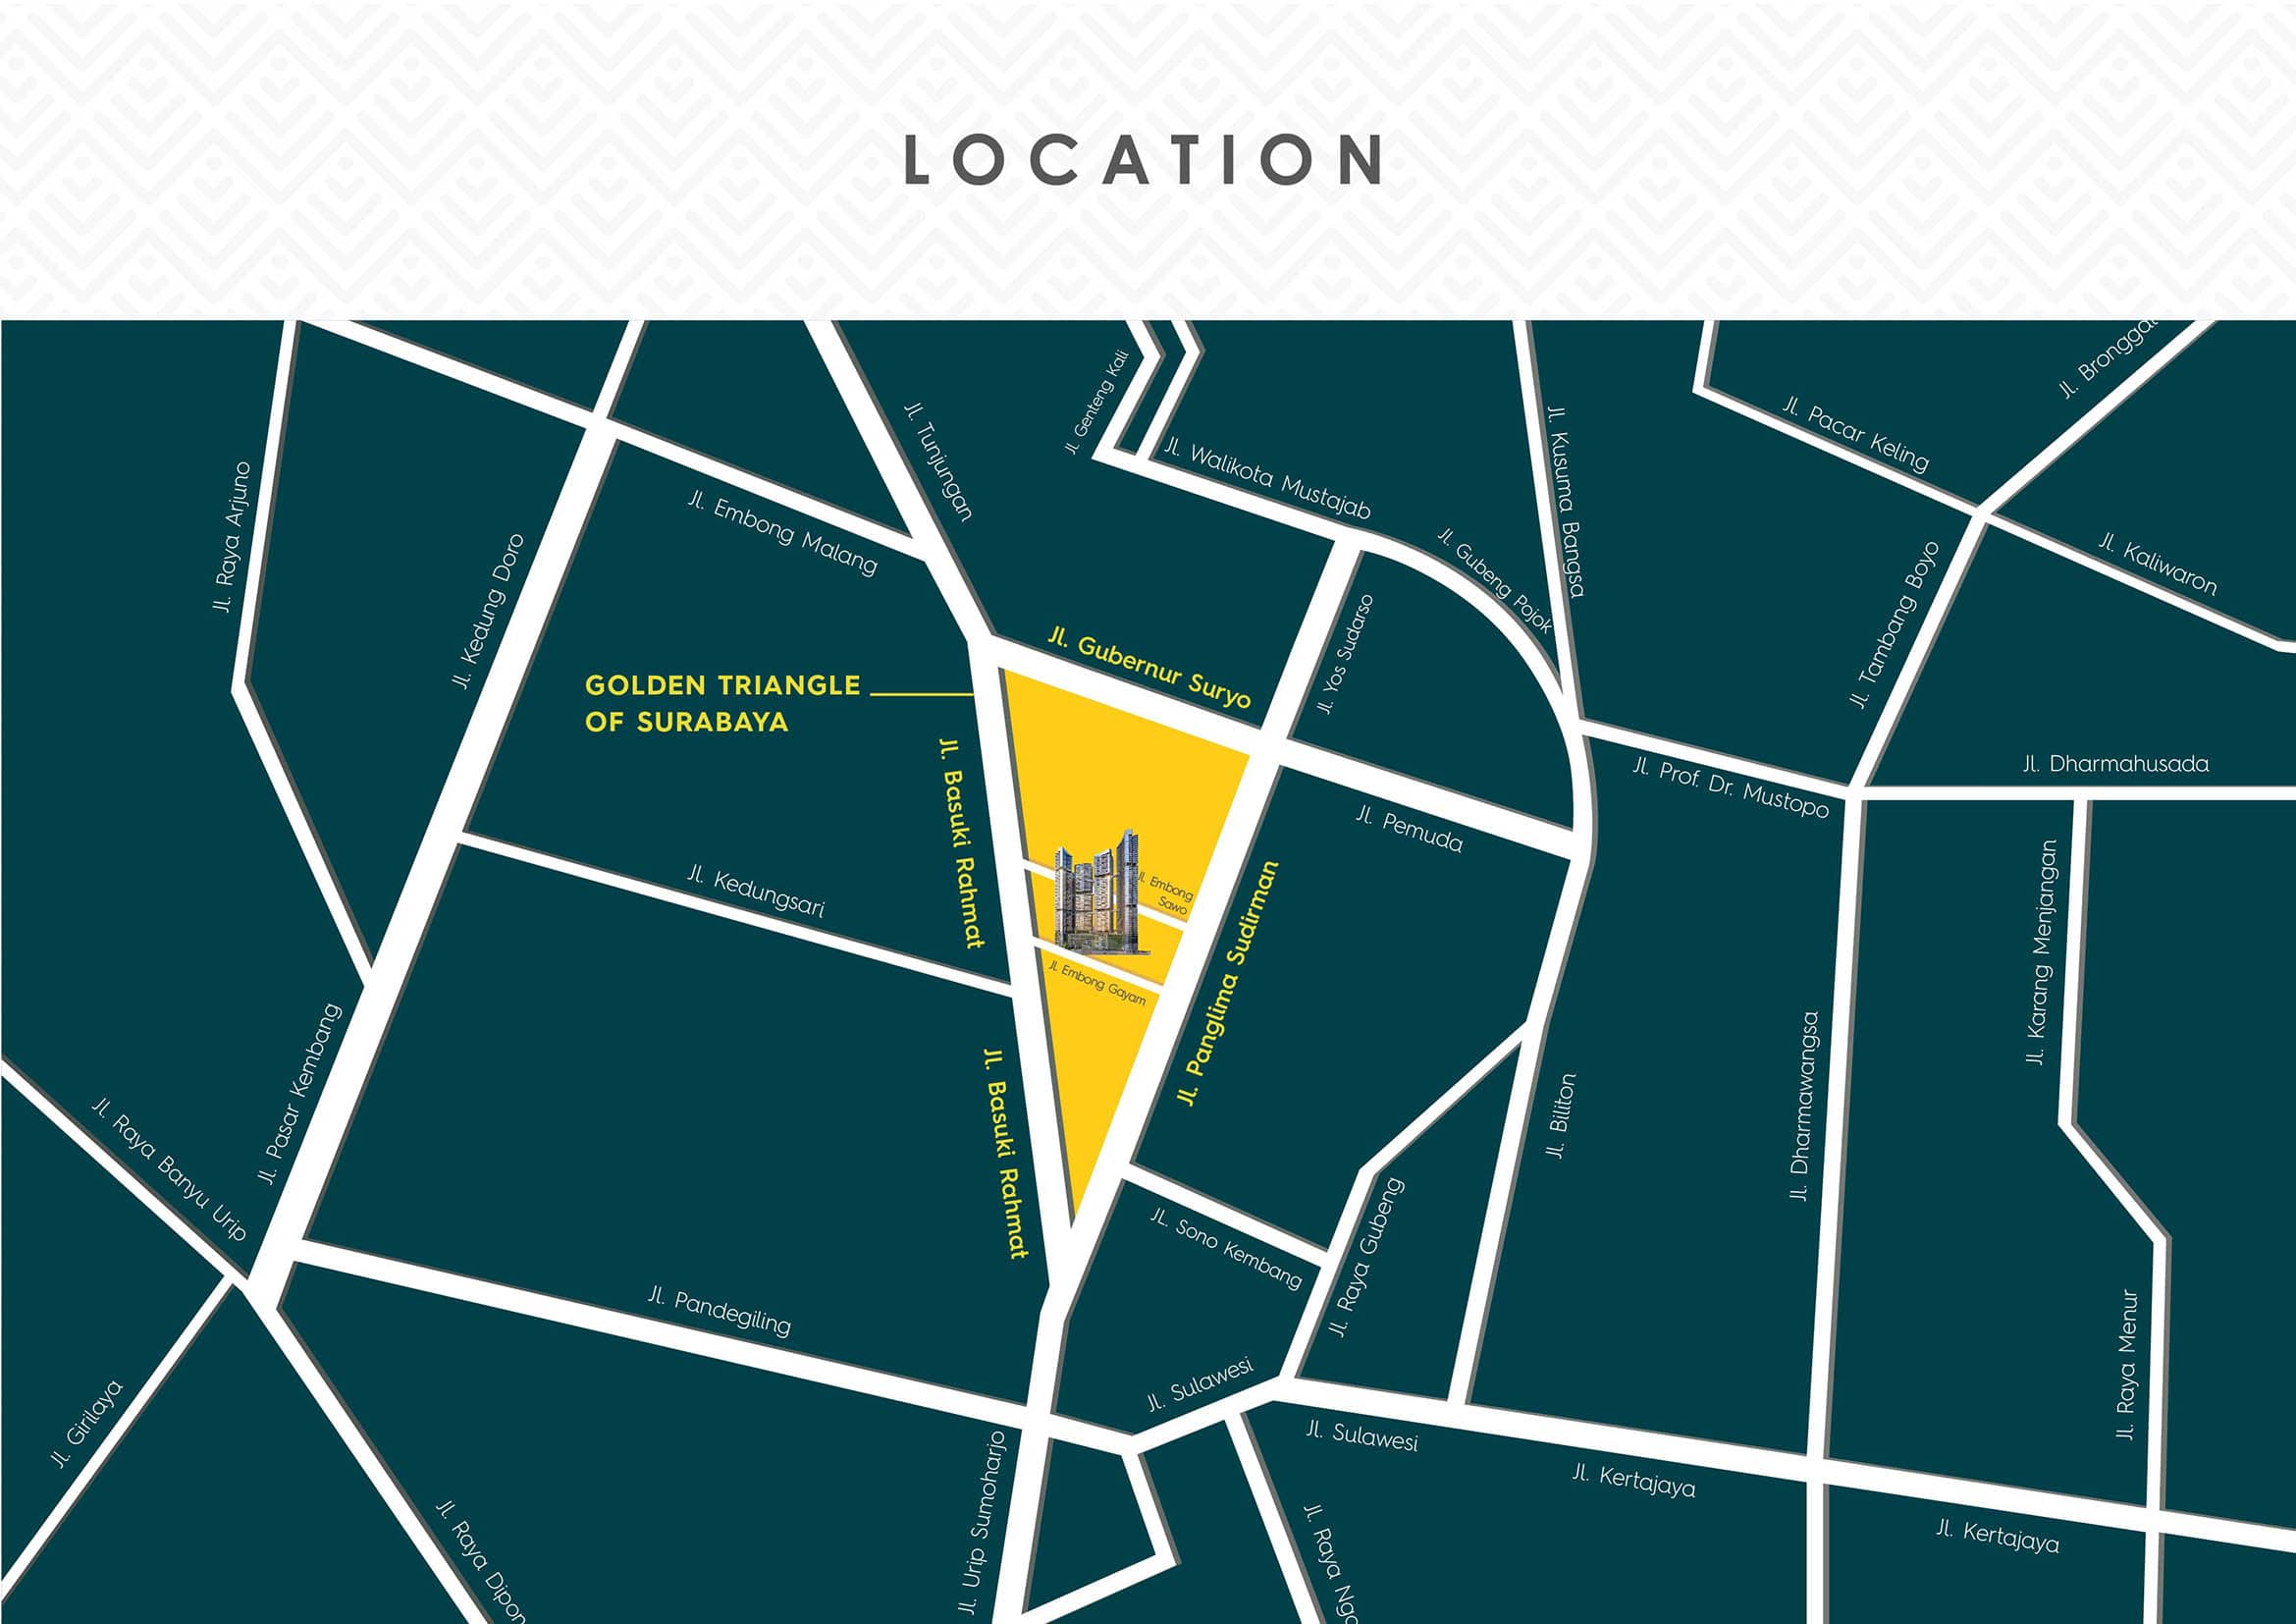 LOCATION
Jl. Bronggal
Jl. Genteng Kali
Jl. Pacar Keling
Jl. Tunjungan
Jl. Kusuma Bangsa
Jl. Walikota Mustajab
Jl. Raya Arjuno
Jl. Embong Malang
Jl. Gubeng Pojok
Jl. Kaliwaron
Jl. Kedung Doro
Jl. Tambang Boyo
Jl. Yos Sudarso
Jl. Gubernur Suryo
GOLDEN TRIANGLE
OF SURABAYA
Jl. Basuki Rahmat
Jl. Prof. Dr. Mustopo
Jl. Dharmahusada
Jl. Pemuda
Jl. Kedungsari
Jl. Embong
Sawo
Jl. Panglima Sudirman
Jl. Karang Menjangan
Jl. Embong Gayam
Jl. Pasar Kembang
Jl. Dharmawangsa
Jl. Basuki Rahmat
Jl. Biliton
Jl. Raya Banyu Urip
Jl. Sono Kembang
Jl. Raya Gubeng
Jl. Pandegiling
Jl. Raya Menur
Jl. Sulawesi
Jl. Girilaya
Jl. Sulawesi
Jl. Urip Sumoharjo
Jl. Kertajaya
Jl. Kertajaya
Jl. Raya Dipon
Jl. Raya Ngo